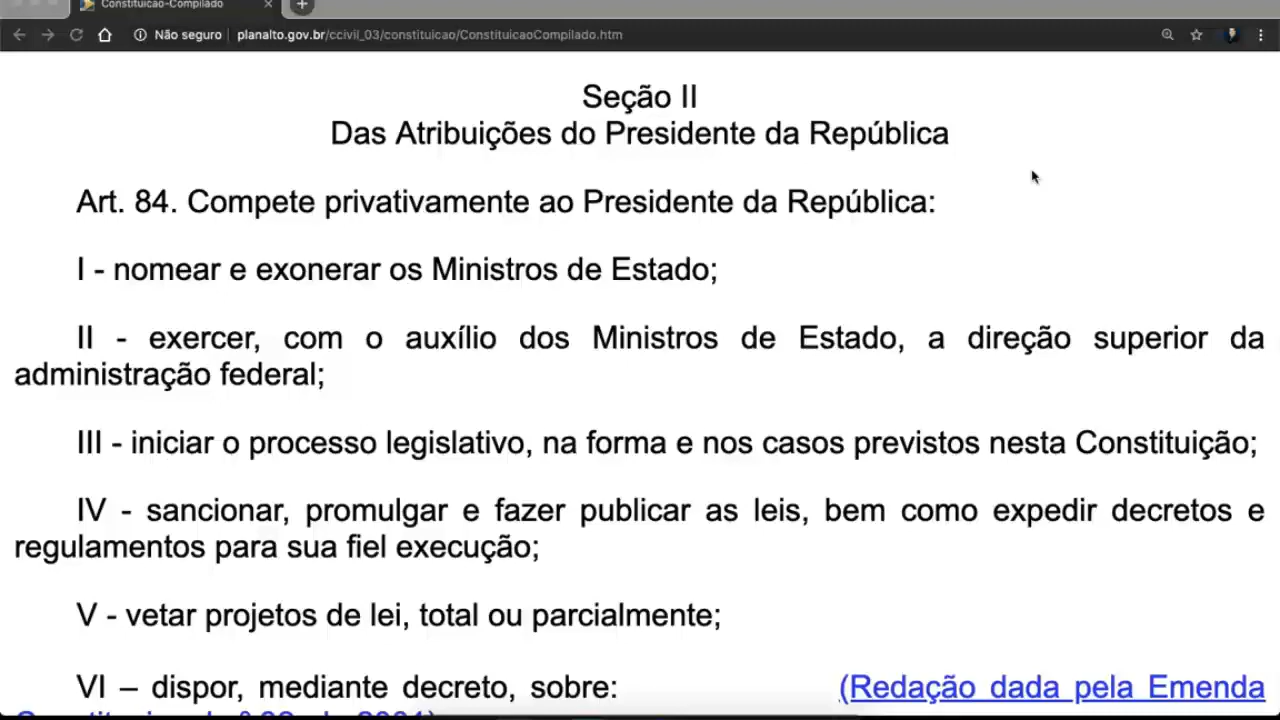 Constituicao-Compilado
Não seguro planalto.gov.br/ccivil_03/constituicao/ConstituicaoCompilado.htm
Seção II
Das Atribuições do Presidente da República
Art. 84. Compete privativamente ao Presidente da República:
I - nomear e exonerar os Ministros de Estado;
II - exercer, com o auxílio dos Ministros de Estado, a direção superior da
administração federal;
III - iniciar o processo legislativo, na forma e nos casos previstos nesta Constituição;
IV - sancionar, promulgar e fazer publicar as leis, bem como expedir decretos e
regulamentos para sua fiel execução;
V - vetar projetos de lei, total ou parcialmente;
VI – dispor, mediante decreto, sobre: (Redação dada pela Emenda